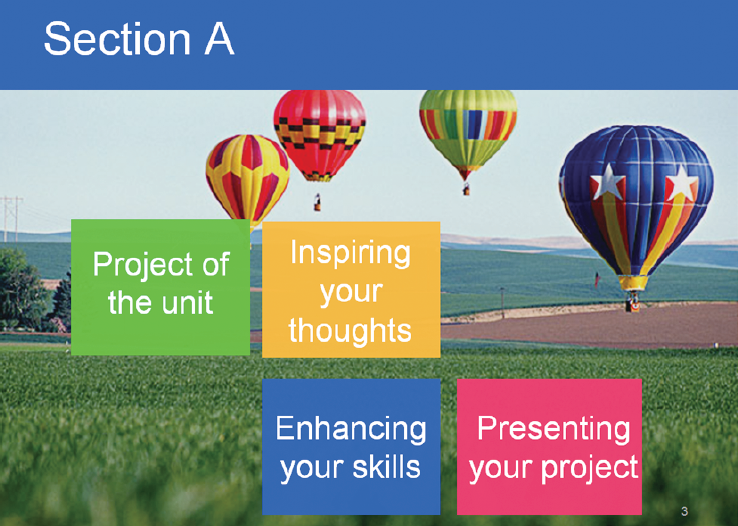 Section A
Project of
the unit
Inspiring
your
thoughts
Enhancing
your skills
Presenting
your project
3